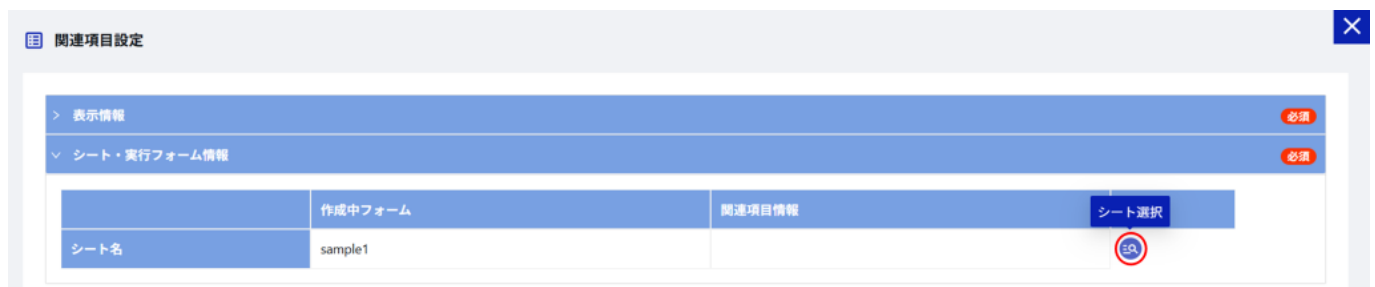 関連項目設定
表示情報 必須
シート・実行フォーム情報 必須
作成中フォーム 関連項目情報 シート選択
シート名 sample1